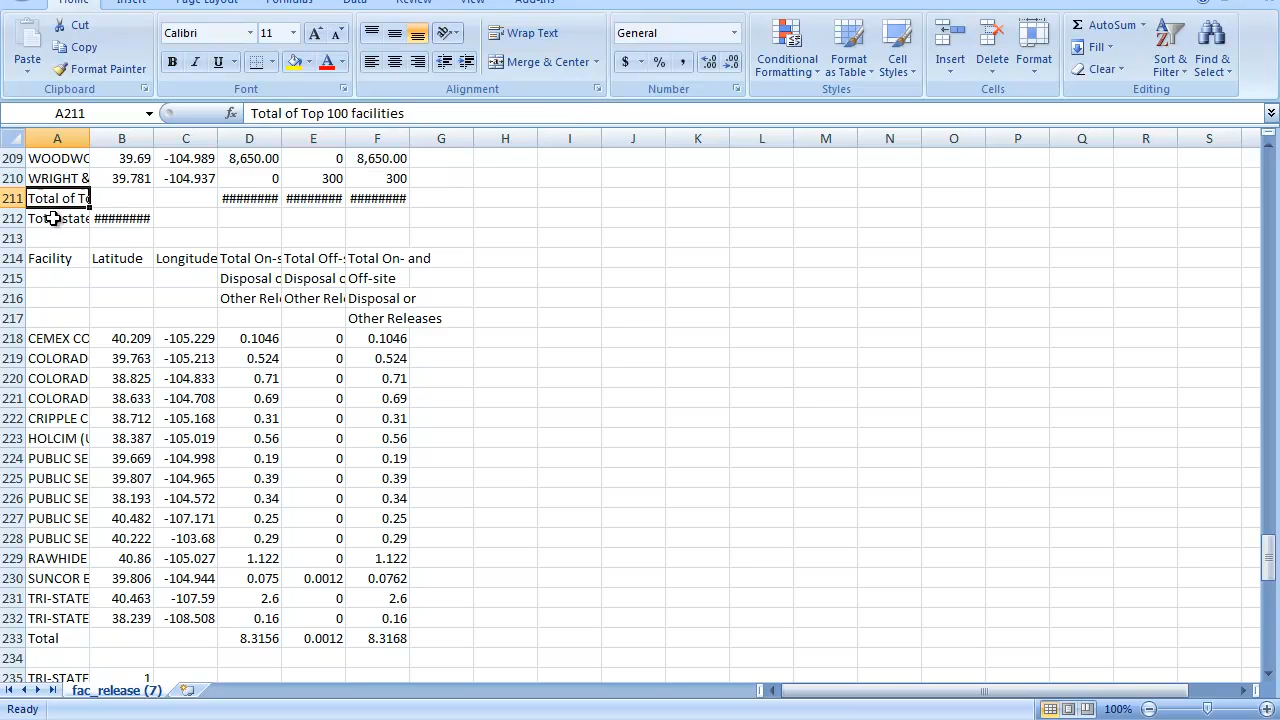 Home Insert Page Layout Formulas Data Review View Add-Ins
Cut Calibri 11 Wrap Text General AutoSum
Copy Fill
Paste Format Painter Merge & Center $ % , Conditional Formatting Format as Table Cell Styles Insert Delete Format Clear Sort & Filter Find & Select
Clipboard Font Alignment Number Styles Cells Editing
A211 fx Total of Top 100 facilities
A B C D E F G H I J K L M N O P Q R S
209 WOODWO 39.69 -104.989 8,650.00 0 8,650.00
210 WRIGHT & 39.781 -104.937 0 300 300
211 Total of To ######## ######## ########
212 Tot state ########
213
214 Facility Latitude Longitude Total On-s Total Off- Total On- and
215 Disposal o Disposal o Off-site
216 Other Rel Other Rel Disposal or
217 Other Releases
218 CEMEX CO 40.209 -105.229 0.1046 0 0.1046
219 COLORAD 39.763 -105.213 0.524 0 0.524
220 COLORAD 38.825 -104.833 0.71 0 0.71
221 COLORAD 38.633 -104.708 0.69 0 0.69
222 CRIPPLE C 38.712 -105.168 0.31 0 0.31
223 HOLCIM (U 38.387 -105.019 0.56 0 0.56
224 PUBLIC SE 39.669 -104.998 0.19 0 0.19
225 PUBLIC SE 39.807 -104.965 0.39 0 0.39
226 PUBLIC SE 38.193 -104.572 0.34 0 0.34
227 PUBLIC SE 40.482 -107.171 0.25 0 0.25
228 PUBLIC SE 40.222 -103.68 0.29 0 0.29
229 RAWHIDE 40.86 -105.027 1.122 0 1.122
230 SUNCOR E 39.806 -104.944 0.075 0.0012 0.0762
231 TRI-STATE 40.463 -107.59 2.6 0 2.6
232 TRI-STATE 38.239 -108.508 0.16 0 0.16
233 Total 8.3156 0.0012 8.3168
234
235 TRI-STATE 1
fac_release (7)
Ready 100%